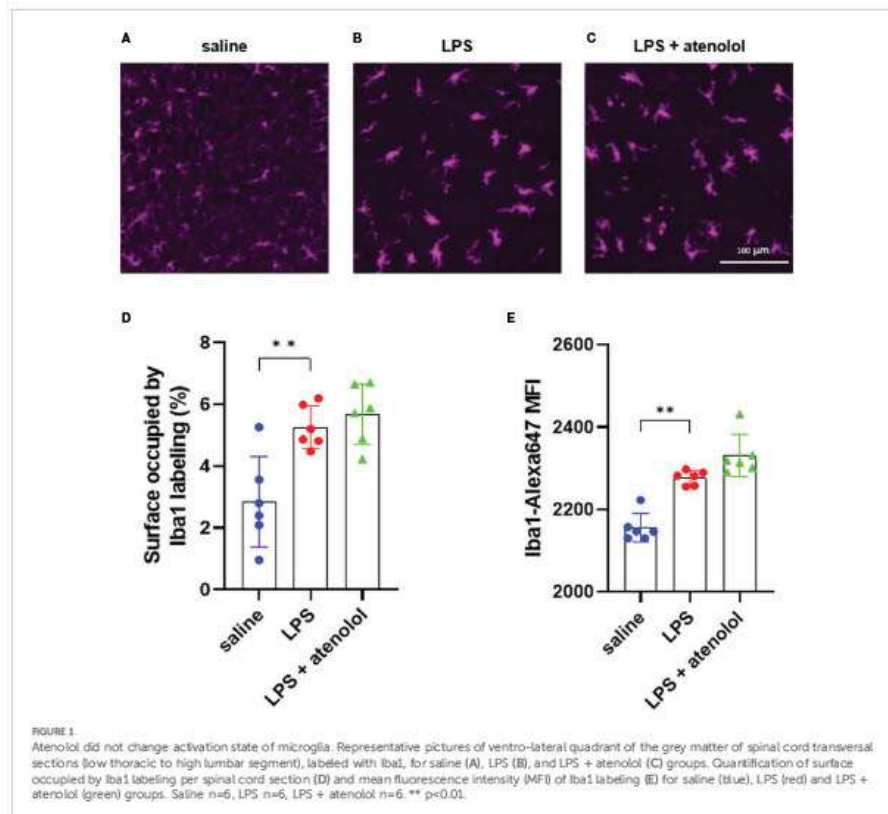 A
saline
B
LPS
C
LPS + atenolol
100 µm
D
8
6
4
2
0
Surface occupied by
Iba1 labeling (%)
**
saline
LPS
LPS + atenolol
E
2600
2400
2200
2000
Iba1-Alexa647 MFI
**
saline
LPS
LPS + atenolol
FIGURE 1
Atenolol did not change activation state of microglia. Representative pictures of ventro-lateral quadrant of the grey matter of spinal cord transversal
sections (low thoracic to high lumbar segment), labeled with Iba1, for saline (A), LPS (B), and LPS + atenolol (C) groups. Quantification of surface
occupied by Iba1 labeling per spinal cord section (D) and mean fluorescence intensity (MFI) of Iba1 labeling (E) for saline (blue), LPS (red) and LPS +
atenolol (green) groups. Saline n=6, LPS n=6, LPS + atenolol n=6. ** p<0.01.